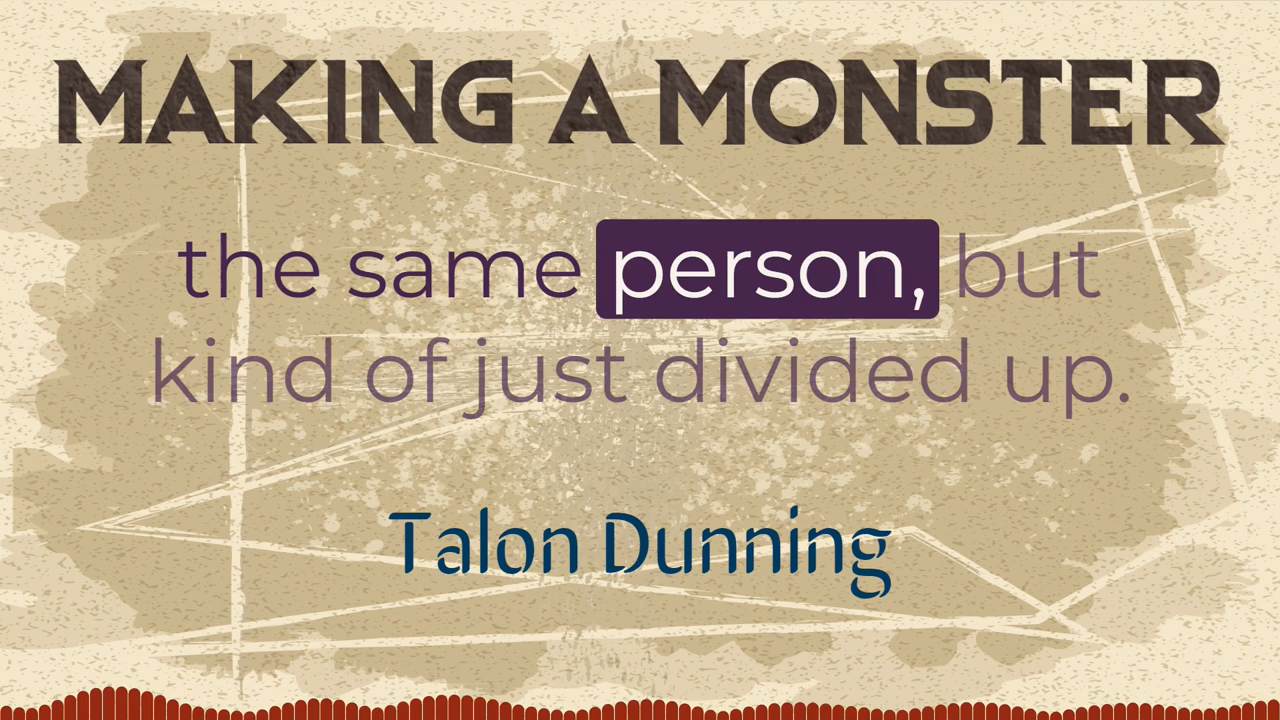 MAKING A MONSTER
the same person, but
kind of just divided up.
Talon Dunning